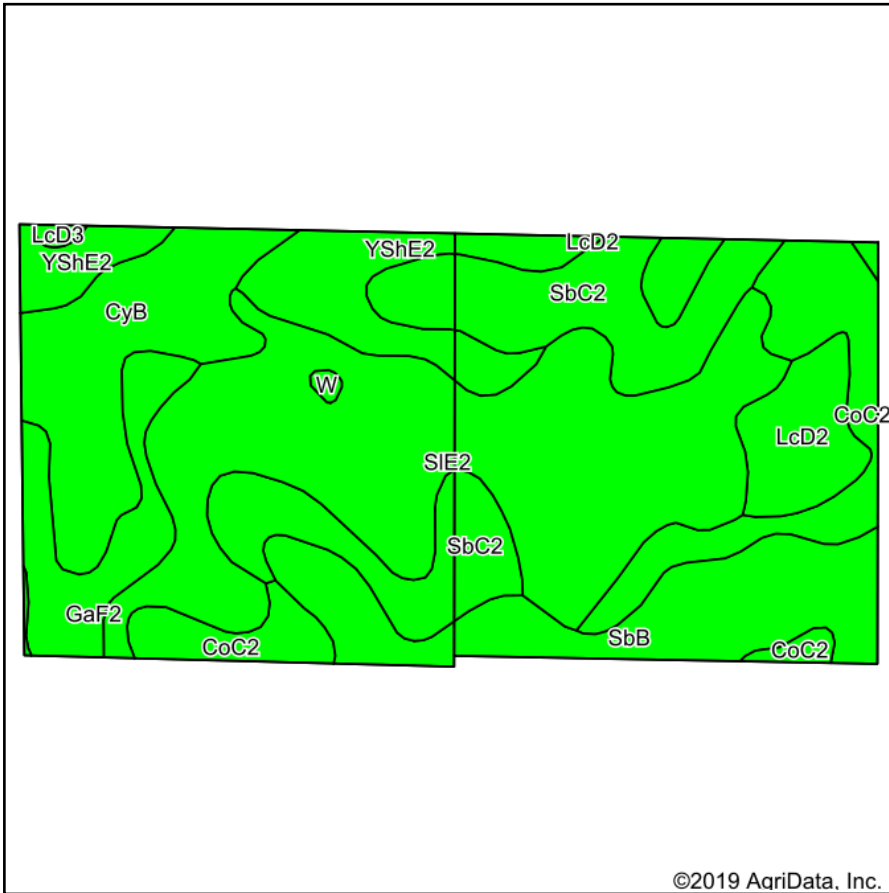 LcD3
LcD2
YShE2
YShE2
SbC2
CyB
W
CoC2
LcD2
SlE2
SbC2
GaF2
SbB
CoC2
CoC2
©2019 AgriData, Inc.